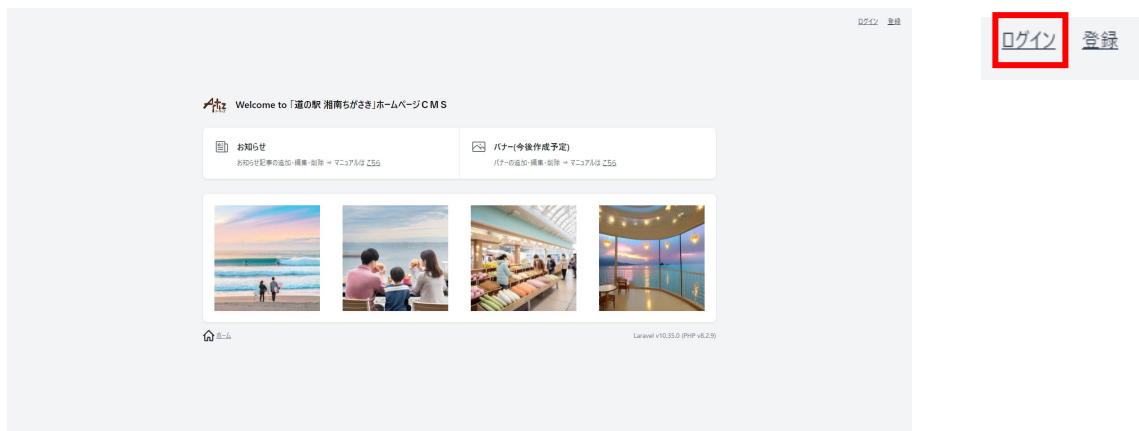 ログイン 登録
ログイン 登録
Artiz Welcome to「道の駅 湘南ちがさき」ホームページＣＭＳ
お知らせ
お知らせ記事の追加・編集・削除 ⇒ マニュアルは こちら
バナー(今後作成予定)
バナーの追加・編集・削除 ⇒ マニュアルは こちら
ホーム
Laravel v10.35.0 (PHP v8.2.9)